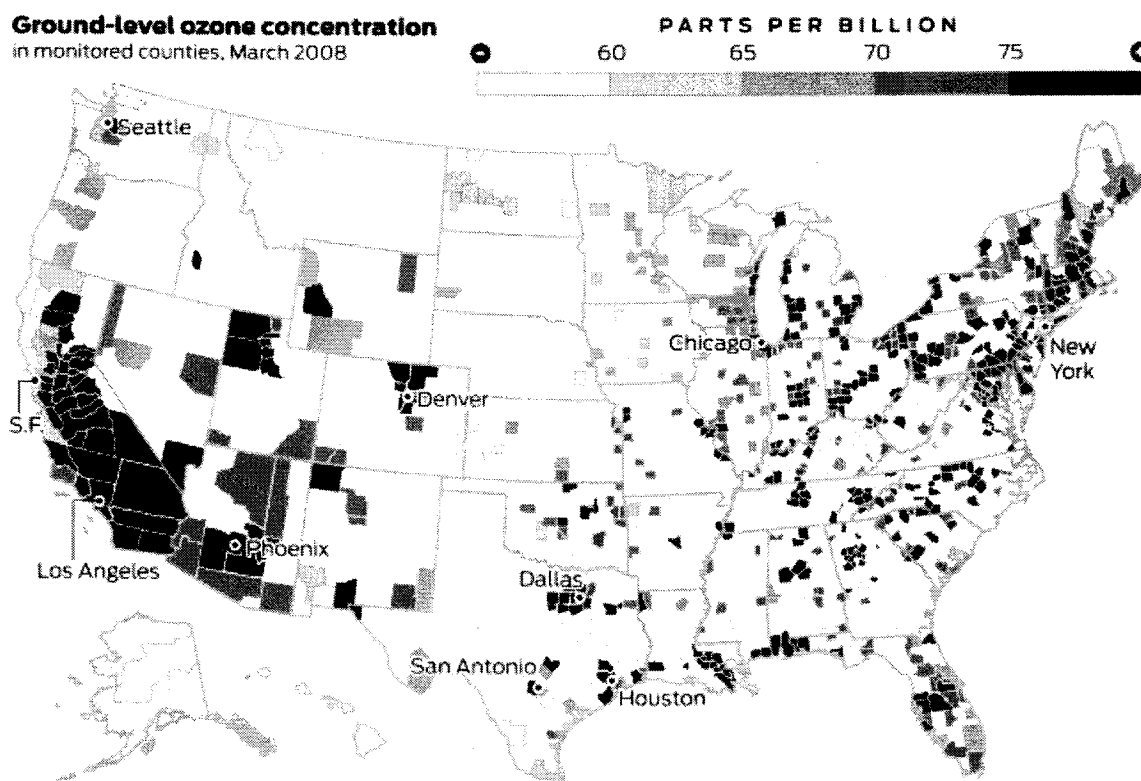 Ground-level ozone concentration
in monitored counties, March 2008
PARTS PER BILLION
60 65 70 75
Seattle
Chicago
New
York
Denver
S.F.
Phoenix
Los Angeles
Dallas
San Antonio
Houston